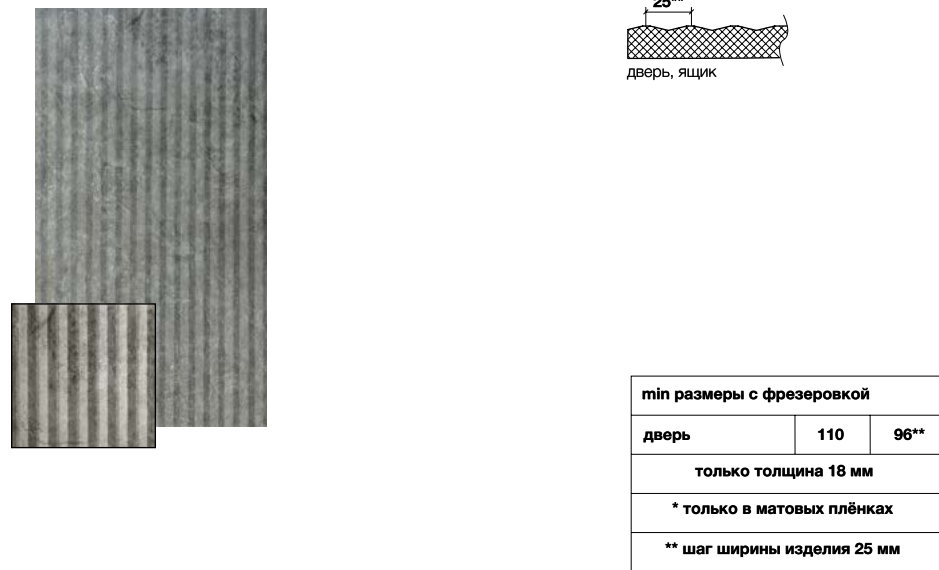 25**
дверь, ящик
min размеры с фрезеровкой
дверь 110 96**
только толщина 18 мм
* только в матовых плёнках
** шаг ширины изделия 25 мм